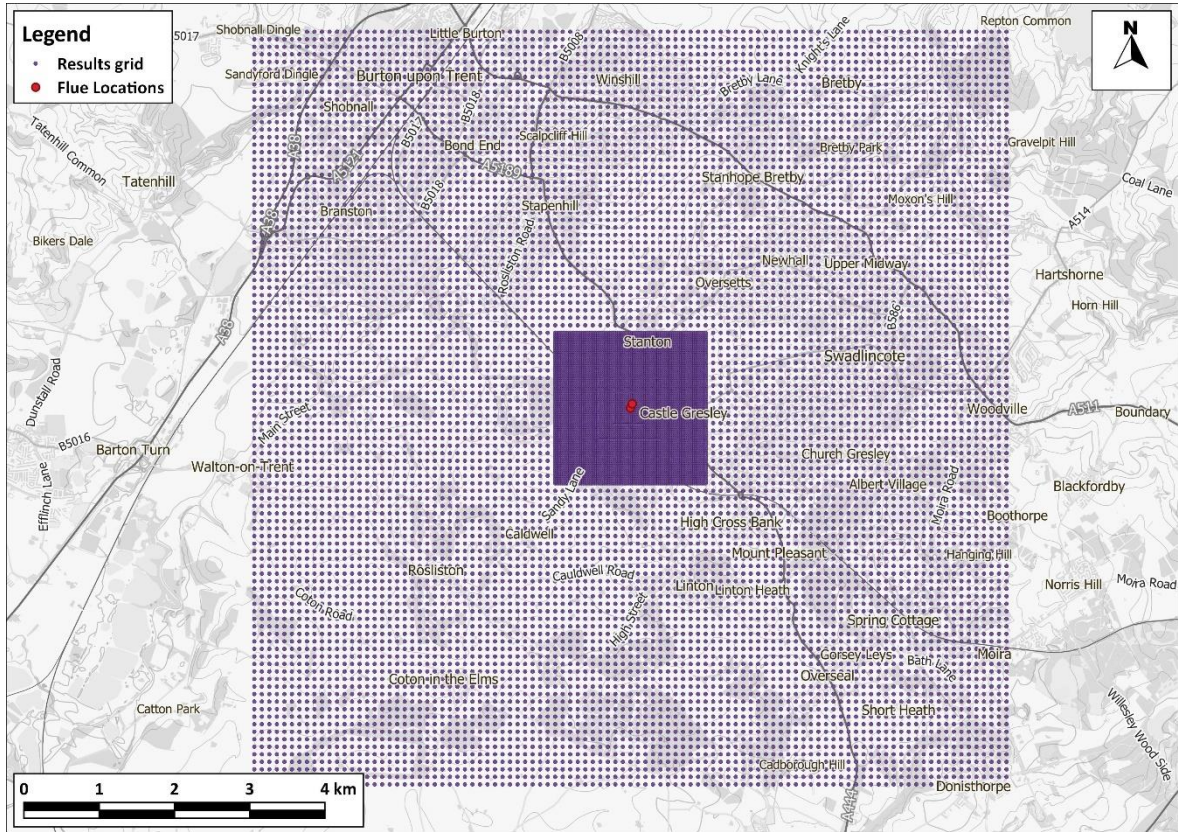 Legend
Results grid
Flue Locations
N
B5017
Shobnall Dingle
Little Burton
B5008
Knight's Lane
Repton Common
Sandyford Dingle
Burton upon Trent
Winshill
Bretby Lane
Bretby
Shobnall
B5018
B5017
Tatenhill Common
A38
A5121
Bond End
Scalpcliff Hill
Bretby Park
Gravelpit Hill
Tatenhill
A5189
B5018
Stanhope Bretby
Coal Lane
Branston
Stapenhill
Moxon's Hill
A514
Bikers Dale
A38
Rosliston Road
Newhall
Upper Midway
Hartshorne
Oversetts
Horn Hill
A38
B586
Dunstall Road
Stanton
Swadlincote
Main Street
Castle Gresley
Woodville
A511
Boundary
B5016
Barton Turn
Walton-on-Trent
Church Gresley
Efflinch Lane
Sandy Lane
Albert Village
Moira Road
Blackfordby
High Cross Bank
Boothorpe
Caldwell
Mount Pleasant
Hanging Hill
Rosliston
Cauldwell Road
Linton
Linton Heath
Norris Hill
Moira Road
Coton Road
High Street
Spring Cottage
Gorsey Leys
Bath Lane
Moira
Coton in the Elms
Overseal
Catton Park
Short Heath
Willesley Wood Side
Cadborough Hill
Donisthorpe
A444
0 1 2 3 4 km